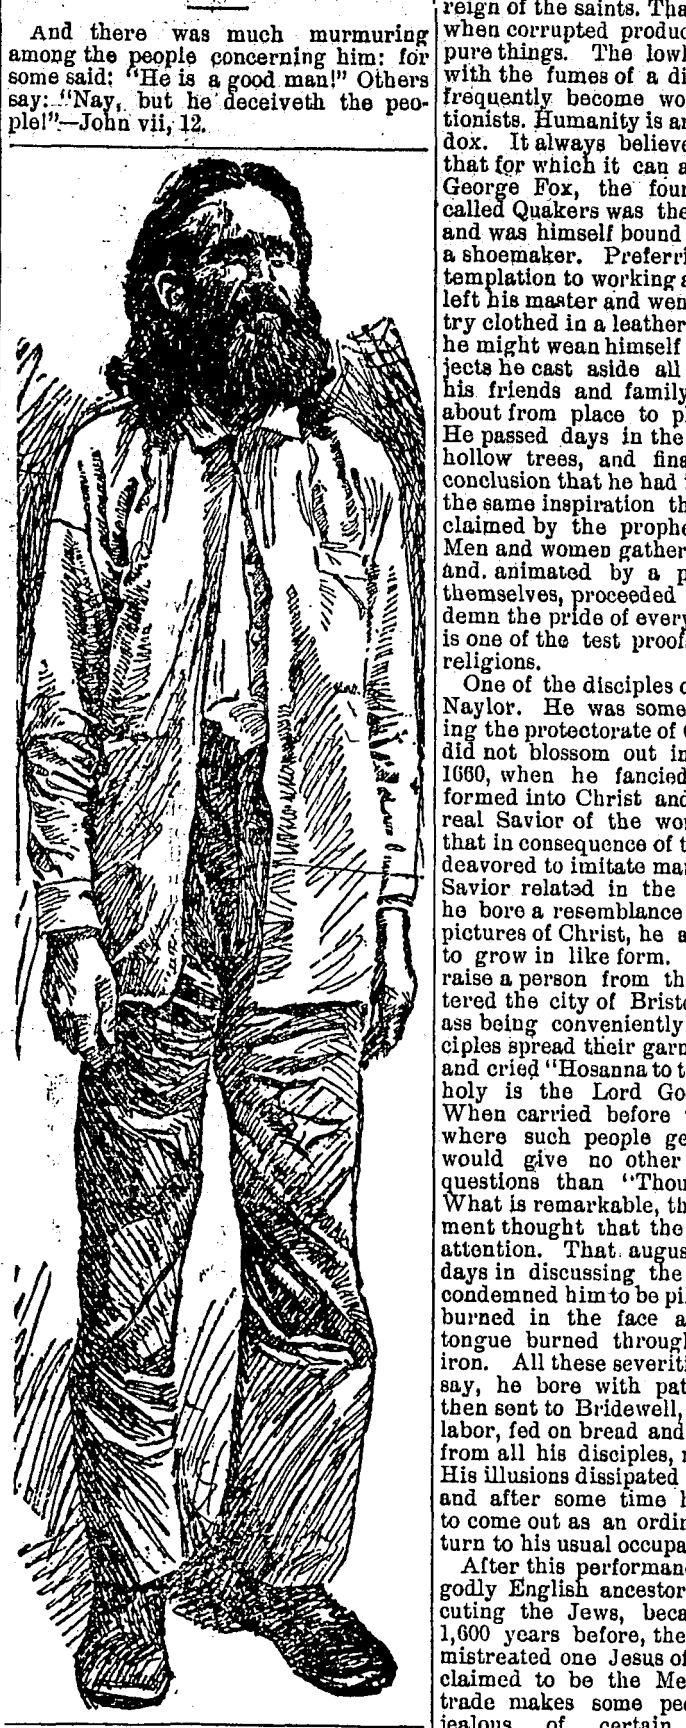 And there was much murmuring
among the people concerning him: for
some said: "He is a good man!" Others
say: "Nay, but he deceiveth the peo-
ple!"—John vii, 12.
reign of the saints. Tha
when corrupted produc
pure things. The lowl
with the fumes of a di
frequently become wo
tionists. Humanity is a
dox. It always believe
that for which it can a
George Fox, the foun
called Quakers was the
and was himself bound
a shoemaker. Preferri
templation to working a
left his master and wen
try clothed in a leather
he might wean himself
jects he cast aside all
his friends and family
about from place to pl
He passed days in the
hollow trees, and fina
conclusion that he had
the same inspiration th
claimed by the prophe
Men and women gather
and. animated by a p
themselves, proceeded
demn the pride of every
is one of the test proofs
religions.
One of the disciples o
Naylor. He was some
ing the protectorate of
did not blossom out in
1660, when he fancied
formed into Christ and
real Savior of the wor
that in consequence of t
deavored to imitate man
Savior related in the
he bore a resemblance
pictures of Christ, he a
to grow in like form.
raise a person from th
tered the city of Bristo
ass being conveniently
ciples spread their garm
and cried "Hosanna to t
holy is the Lord Go
When carried before
where such people ge
would give no other
questions than "Thou
What is remarkable, th
ment thought that the
attention. That augus
days in discussing the
condemned him to be pi
burned in the face a
tongue burned through
iron. All these severiti
say, he bore with pat
then sent to Bridewell,
labor, fed on bread and
from all his disciples,
His illusions dissipated
and after some time h
to come out as an ordin
turn to his usual occupa
After this performanc
godly English ancestor
cuting the Jews, beca
1,600 years before, the
mistreated one Jesus of
claimed to be the Me
trade makes some peo
jealous of certain